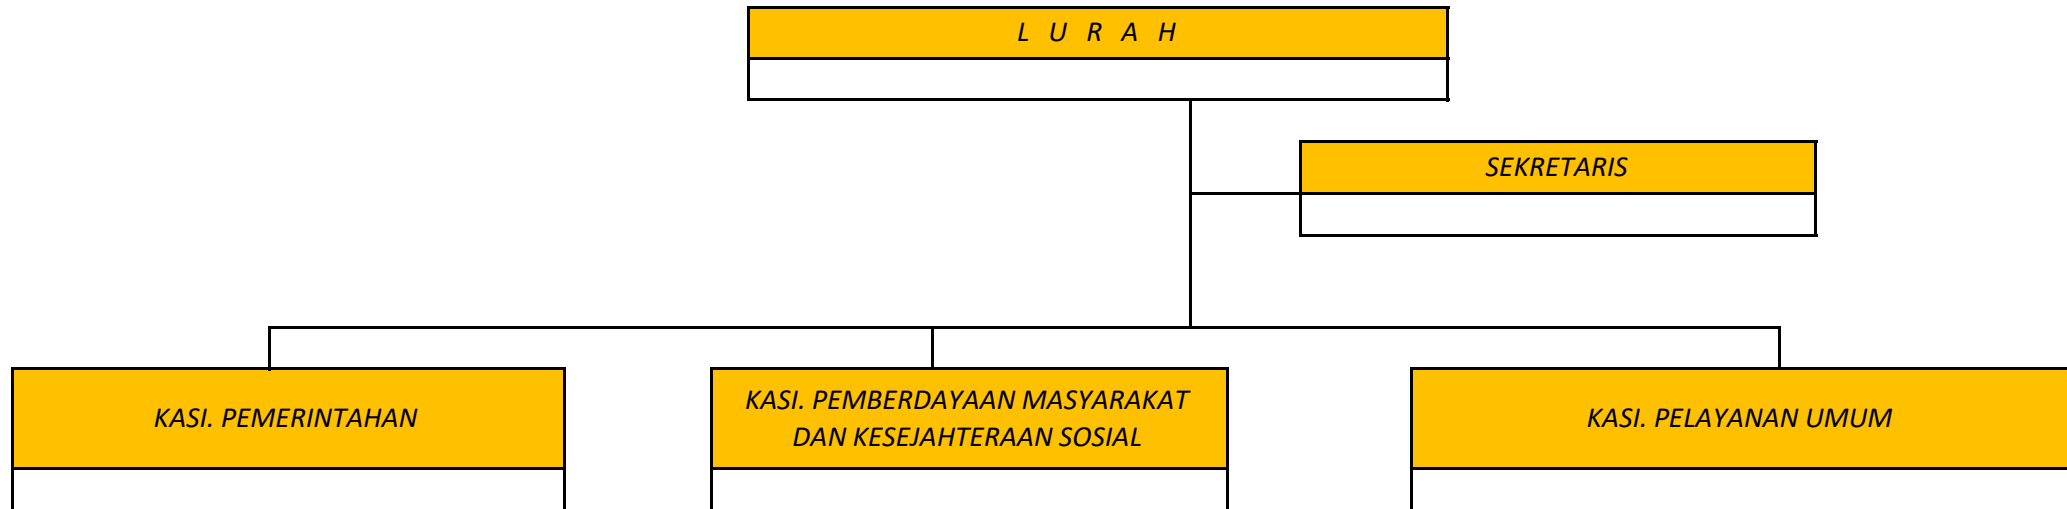 L U R A H
SEKRETARIS
KASI. PEMERINTAHAN
KASI. PEMBERDAYAAN MASYARAKAT
DAN KESEJAHTERAAN SOSIAL
KASI. PELAYANAN UMUM